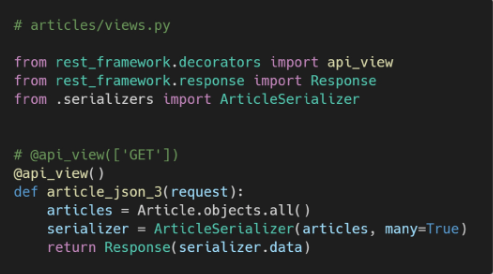 # articles/views.py
from rest_framework.decorators import api_view
from rest_framework.response import Response
from .serializers import ArticleSerializer
# @api_view(['GET'])
@api_view()
def article_json_3(request):
    articles = Article.objects.all()
    serializer = ArticleSerializer(articles, many=True)
    return Response(serializer.data)